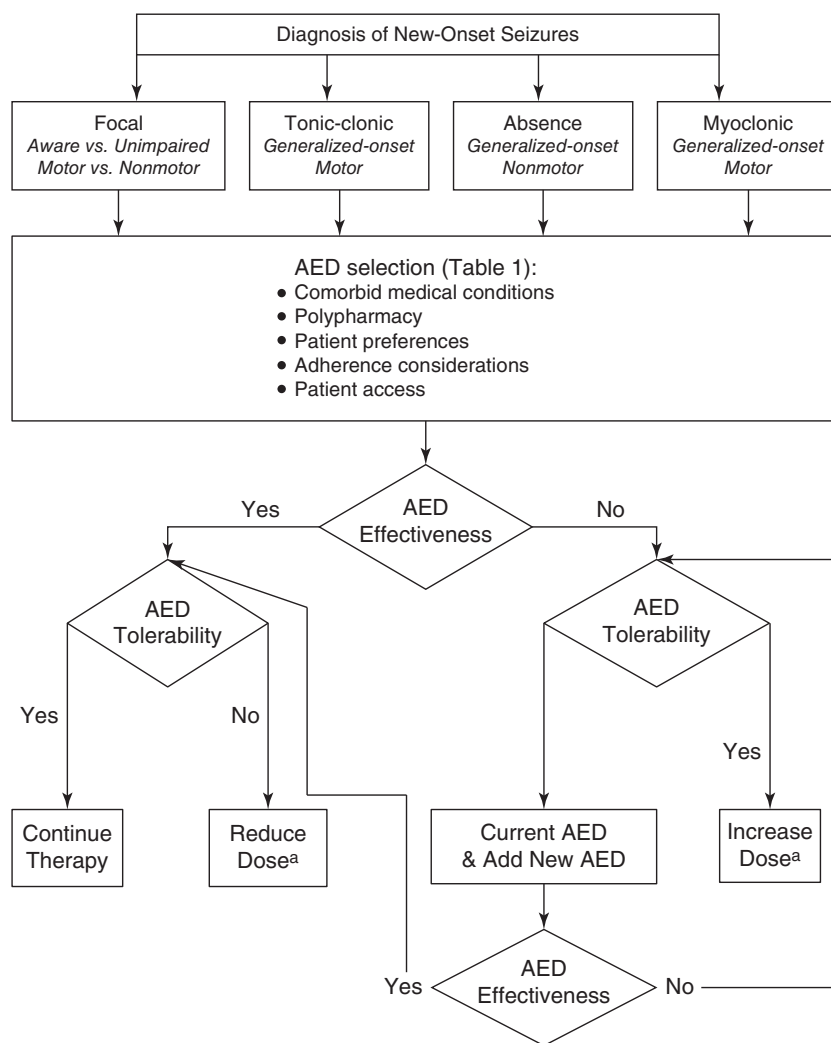 Diagnosis of New-Onset Seizures
Focal
Aware vs. Unimpaired
Motor vs. Nonmotor
Tonic-clonic
Generalized-onset
Motor
Absence
Generalized-onset
Nonmotor
Myoclonic
Generalized-onset
Motor
AED selection (Table 1):
● Comorbid medical conditions
● Polypharmacy
● Patient preferences
● Adherence considerations
● Patient access
Yes
AED
Effectiveness
No
AED
Tolerability
AED
Tolerability
Yes
No
Yes
Continue
Therapy
Reduce
Doseᵃ
Current AED
& Add New AED
Increase
Doseᵃ
Yes
AED
Effectiveness
No